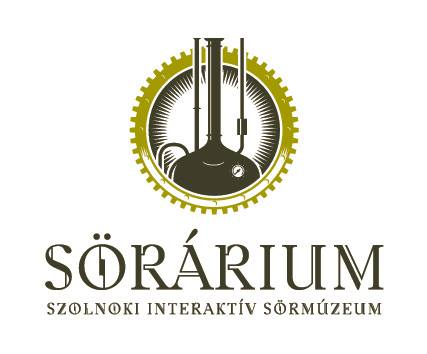 SÖRÁRIUM
SZOLNOKI INTERAKTÍV SÖRMÚZEUM